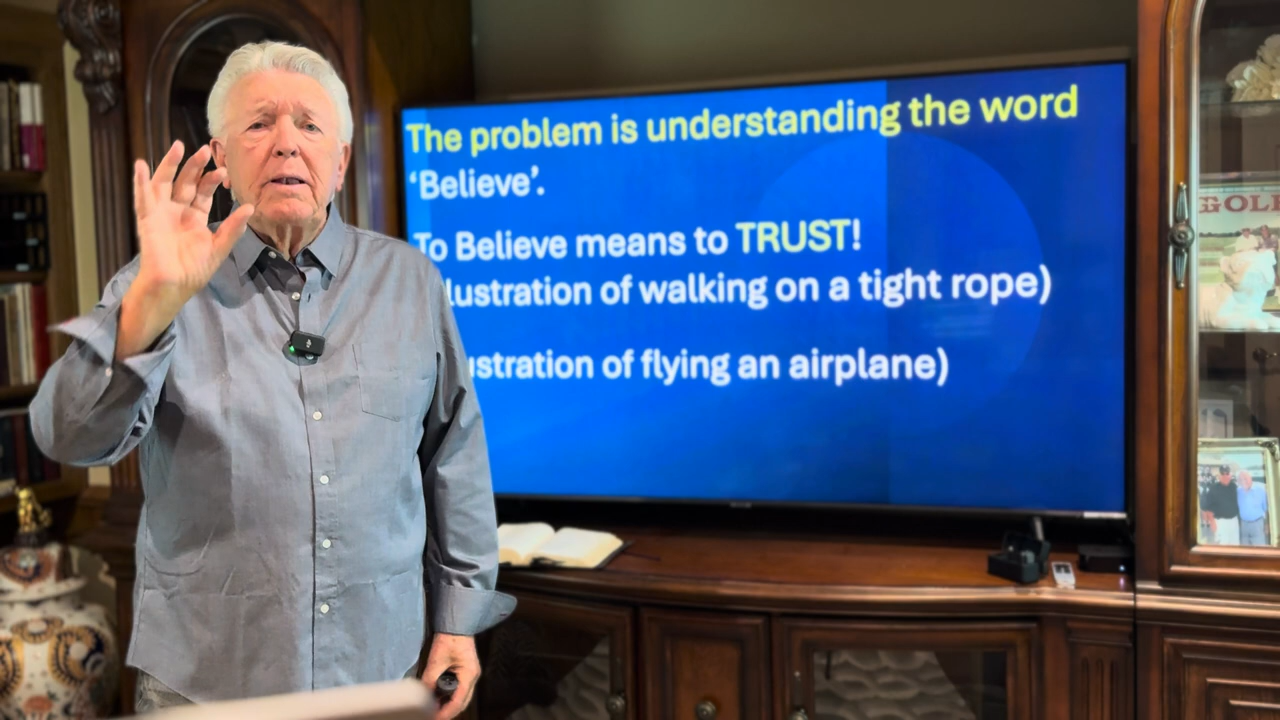 The problem is understanding the word
‘Believe’.
To Believe means to TRUST!
lustration of walking on a tight rope)
ustration of flying an airplane)
GOLF